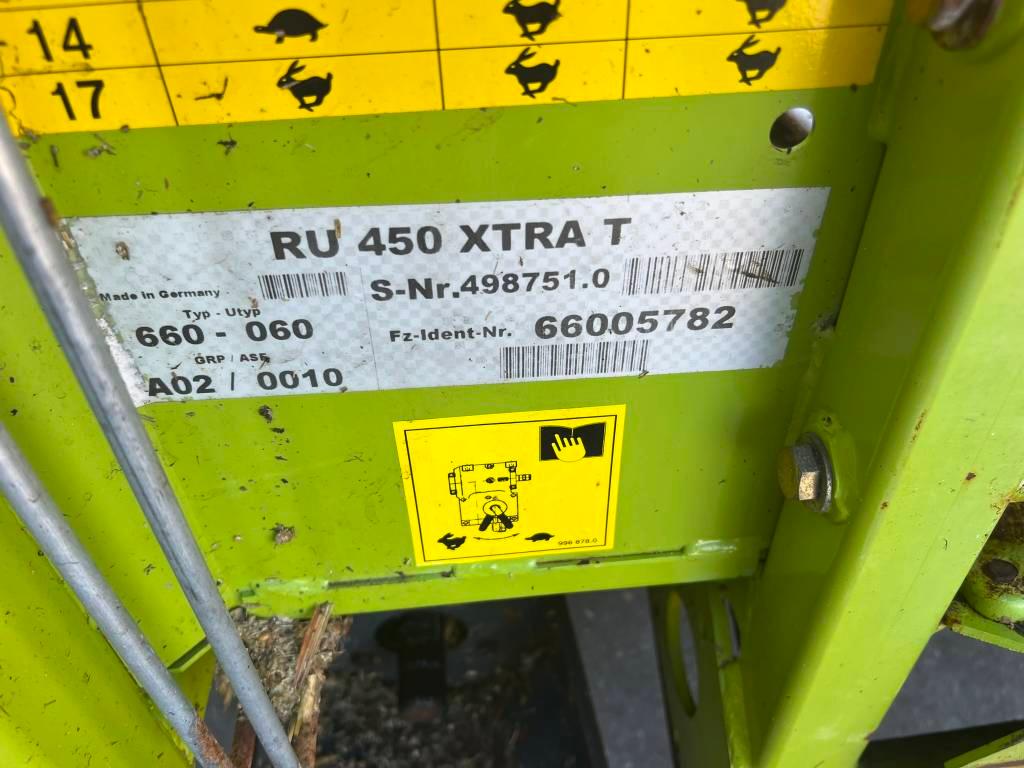 14
17
RU 450 XTRA T
Made in Germany
S-Nr.498751.0
Typ - Utyp
660 - 060
Fz-Ident-Nr. 66005782
GRP / ASF
A02 / 0010
996 878.0